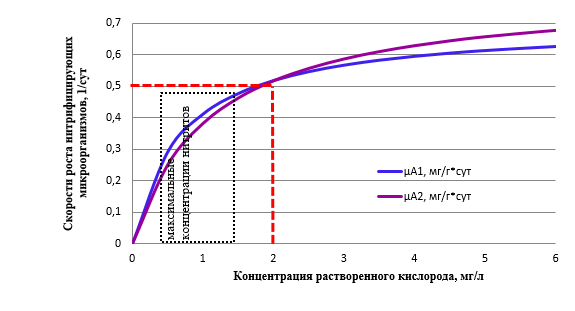 Скорости роста нитрифицирующих
микроорганизмов, 1/сут
0,7
0,6
0,5
0,4
0,3
0,2
0,1
0
максимальные
концентрации нитритов
μA1, мг/г*сут
μA2, мг/г*сут
0 1 2 3 4 5 6
Концентрация растворенного кислорода, мг/л